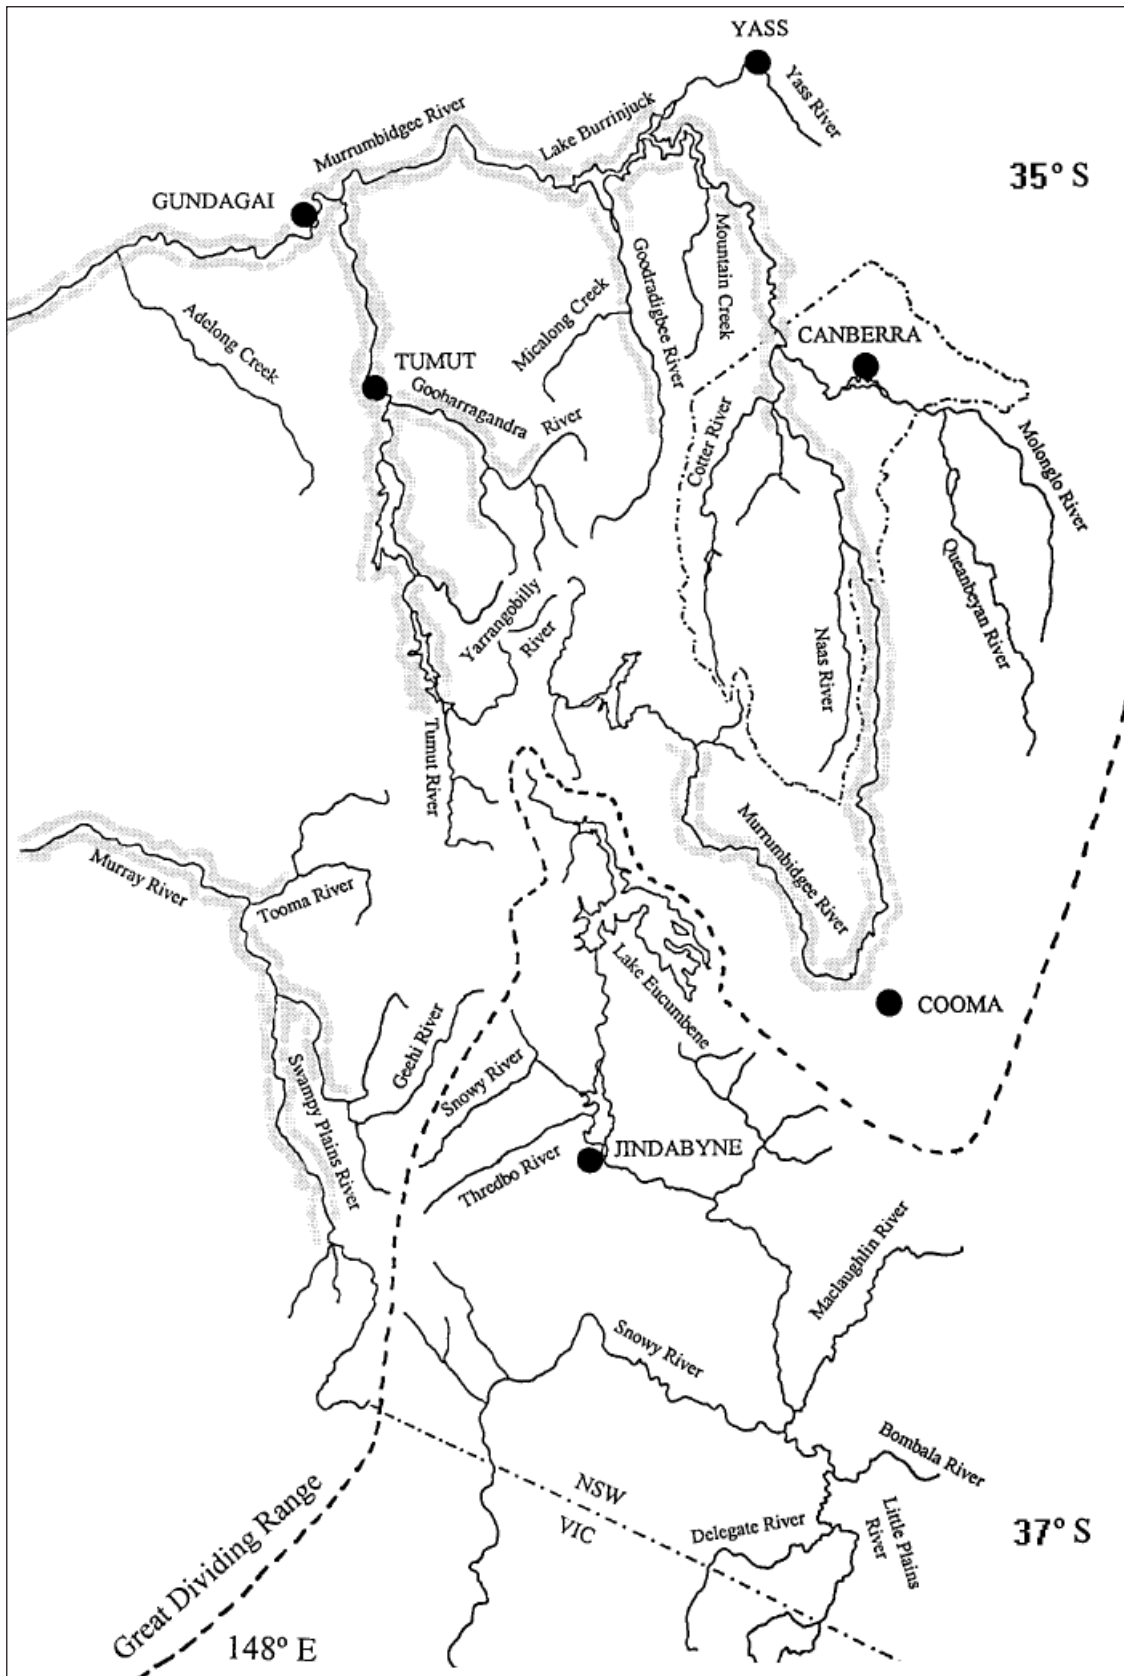 YASS
Yass River
Lake Burrinjuck
Murrumbidgee River
35° S
GUNDAGAI
Mountain Creek
Goodradigbee River
Micalong Creek
Adelong Creek
CANBERRA
TUMUT
Goobarragandra
River
Cotter River
Molonglo River
Queanbeyan River
Yarrangobilly
River
Naas River
Tumut River
Murrumbidgee River
Murray River
Tooma River
Lake Eucumbene
COOMA
Geehi River
Snowy River
Swampy Plains River
Thredbo River
JINDABYNE
Maclaughlin River
Snowy River
Bombala River
Great Dividing Range
NSW
VIC
Delegate River
Little Plains
River
37° S
148° E